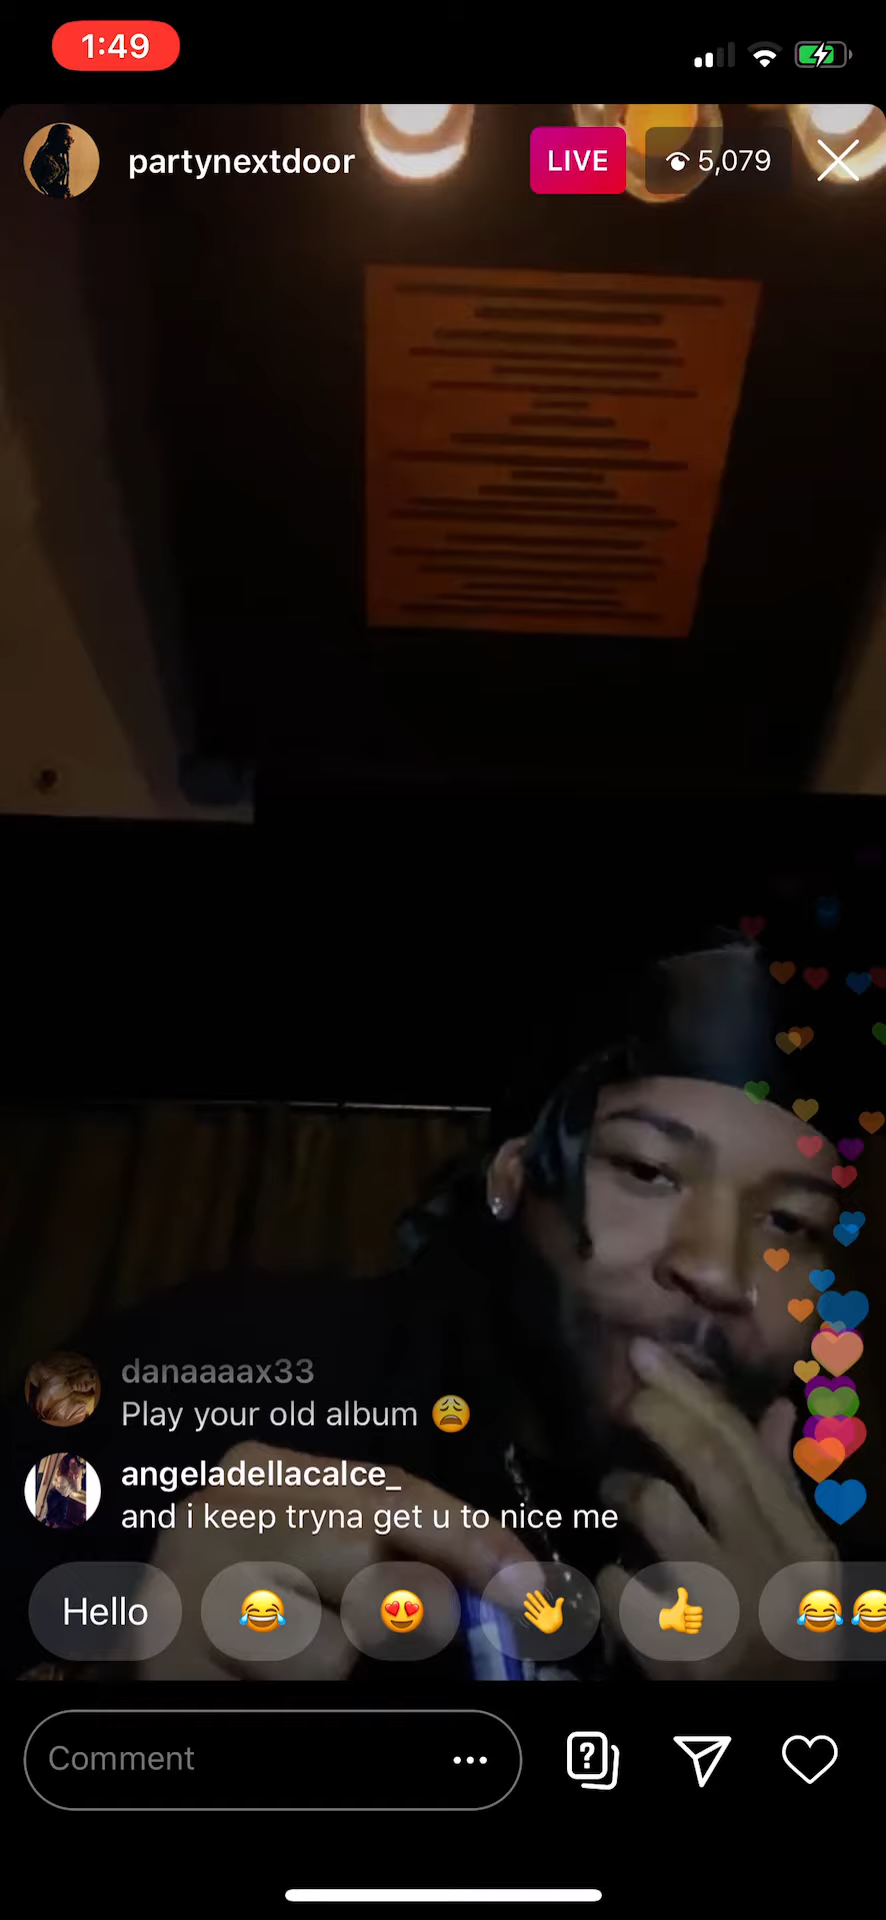 1:49
partynextdoor LIVE 5,079
danaaaax33
Play your old album 😩
angeladellacalce_
and i keep tryna get u to nice me
Hello 😂 😍 👋 👍 😂😂
Comment